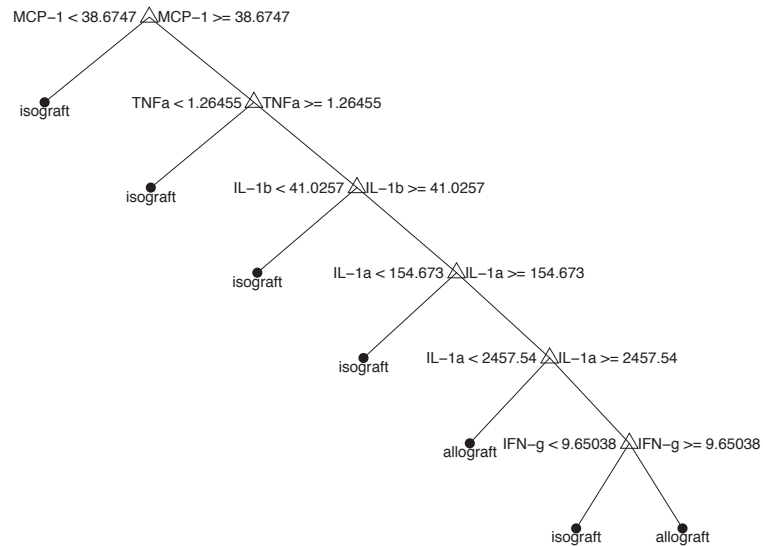 MCP−1 < 38.6747 MCP−1 >= 38.6747
isograft
TNFa < 1.26455 TNFa >= 1.26455
isograft
IL−1b < 41.0257 IL−1b >= 41.0257
isograft
IL−1a < 154.673 IL−1a >= 154.673
isograft
IL−1a < 2457.54 IL−1a >= 2457.54
allograft
IFN−g < 9.65038 IFN−g >= 9.65038
isograft allograft